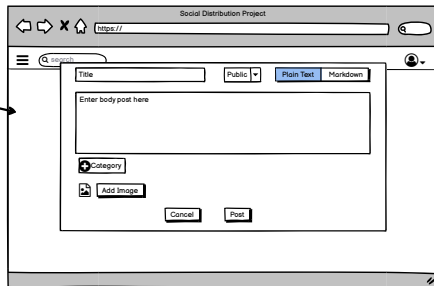 Social Distribution Project
https://
search
Title
Public
Plain Text
Markdown
Enter body post here
Category
Add Image
Cancel
Post